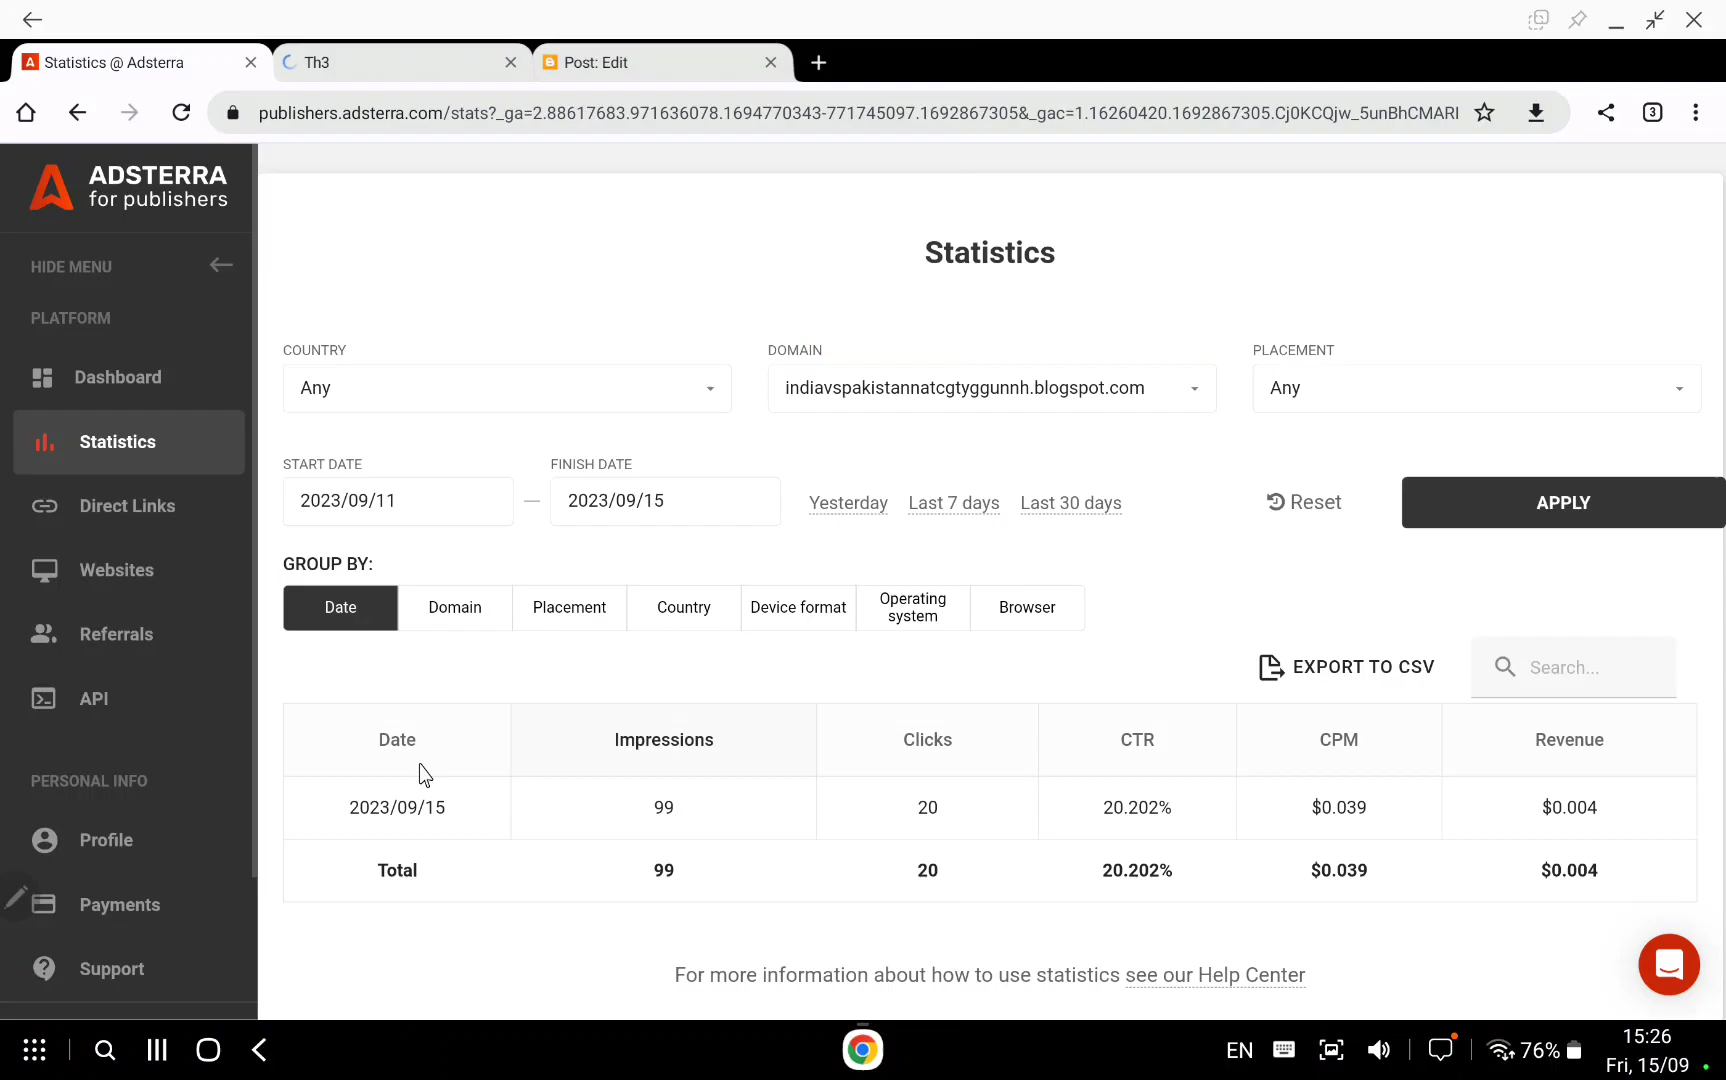 Statistics @ Adsterra
Th3
Post: Edit
publishers.adsterra.com/stats?_ga=2.88617683.971636078.1694770343-771745097.1692867305&_gac=1.16260420.1692867305.Cj0KCQjw_5unBhCMARI
3
ADSTERRA
for publishers
HIDE MENU
PLATFORM
Dashboard
Statistics
Direct Links
Websites
Referrals
API
PERSONAL INFO
Profile
Payments
Support
Statistics
COUNTRY
DOMAIN
PLACEMENT
Any
indiavspakistannatcgtyggunnh.blogspot.com
Any
START DATE
FINISH DATE
2023/09/11 — 2023/09/15
Yesterday Last 7 days Last 30 days
Reset
APPLY
GROUP BY:
Date
Domain
Placement
Country
Device format
Operating
system
Browser
EXPORT TO CSV
Search...
Date Impressions Clicks CTR CPM Revenue
2023/09/15 99 20 20.202% $0.039 $0.004
Total 99 20 20.202% $0.039 $0.004
For more information about how to use statistics see our Help Center
EN
76%
15:26
Fri, 15/09